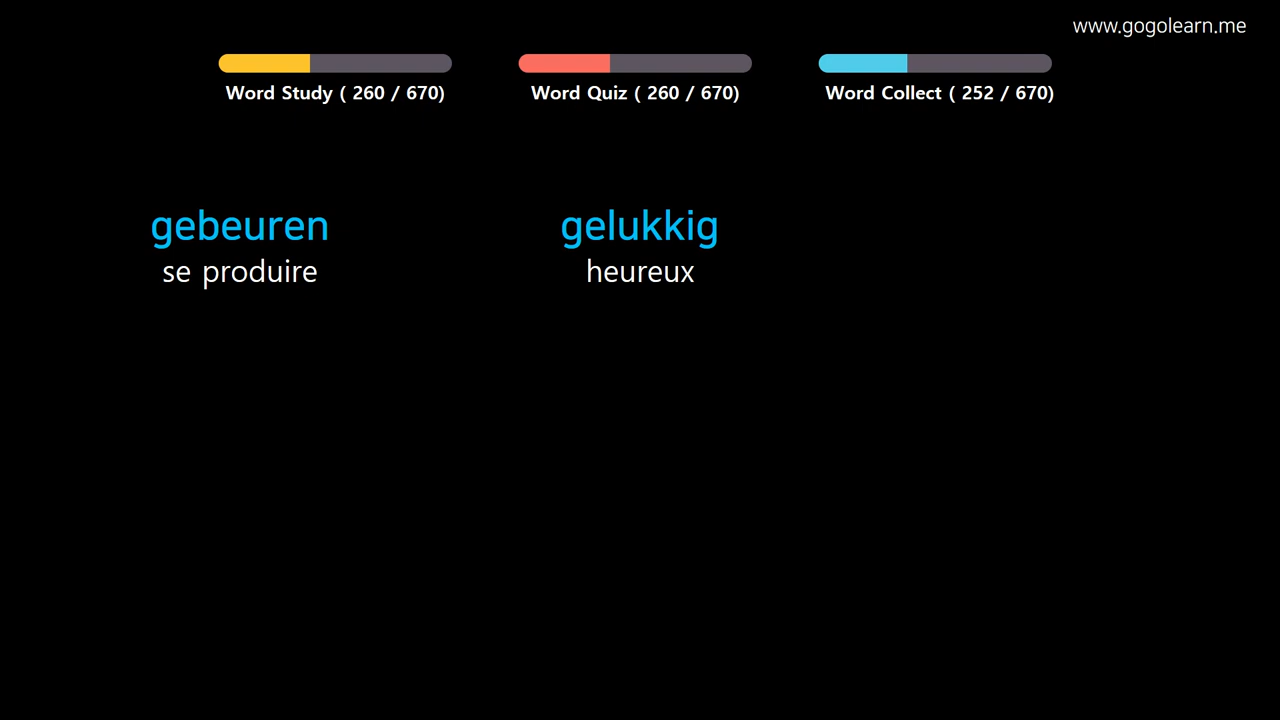 www.gogolearn.me
Word Study ( 260 / 670)
Word Quiz ( 260 / 670)
Word Collect ( 252 / 670)
gebeuren
se produire
gelukkig
heureux